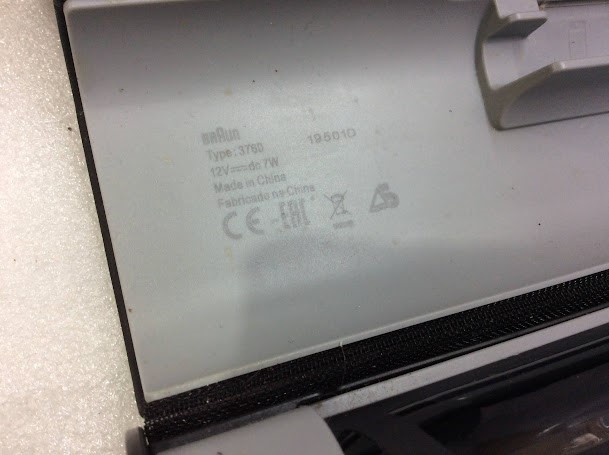 BRAUN
Type: 3760
19501D
12V⎓dc 7W
Made in China
Fabricado na China
CE EAC